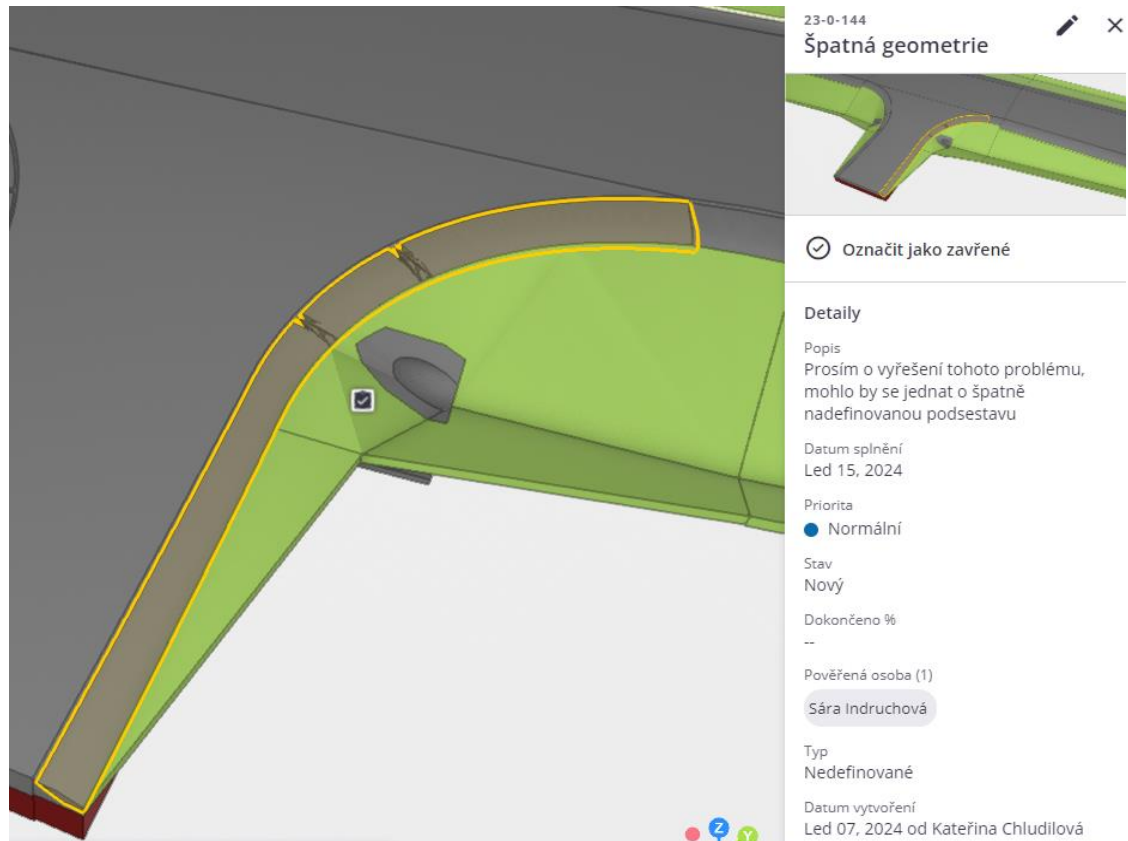 23-0-144
Špatná geometrie
Označit jako zavřené
Detaily
Popis
Prosím o vyřešení tohoto problému,
mohlo by se jednat o špatně
nadefinovanou podsestavu
Datum splnění
Led 15, 2024
Priorita
Normální
Stav
Nový
Dokončeno %
--
Pověřená osoba (1)
Sára Indruchová
Typ
Nedefinované
Datum vytvoření
Led 07, 2024 od Kateřina Chludilová
Z
Y